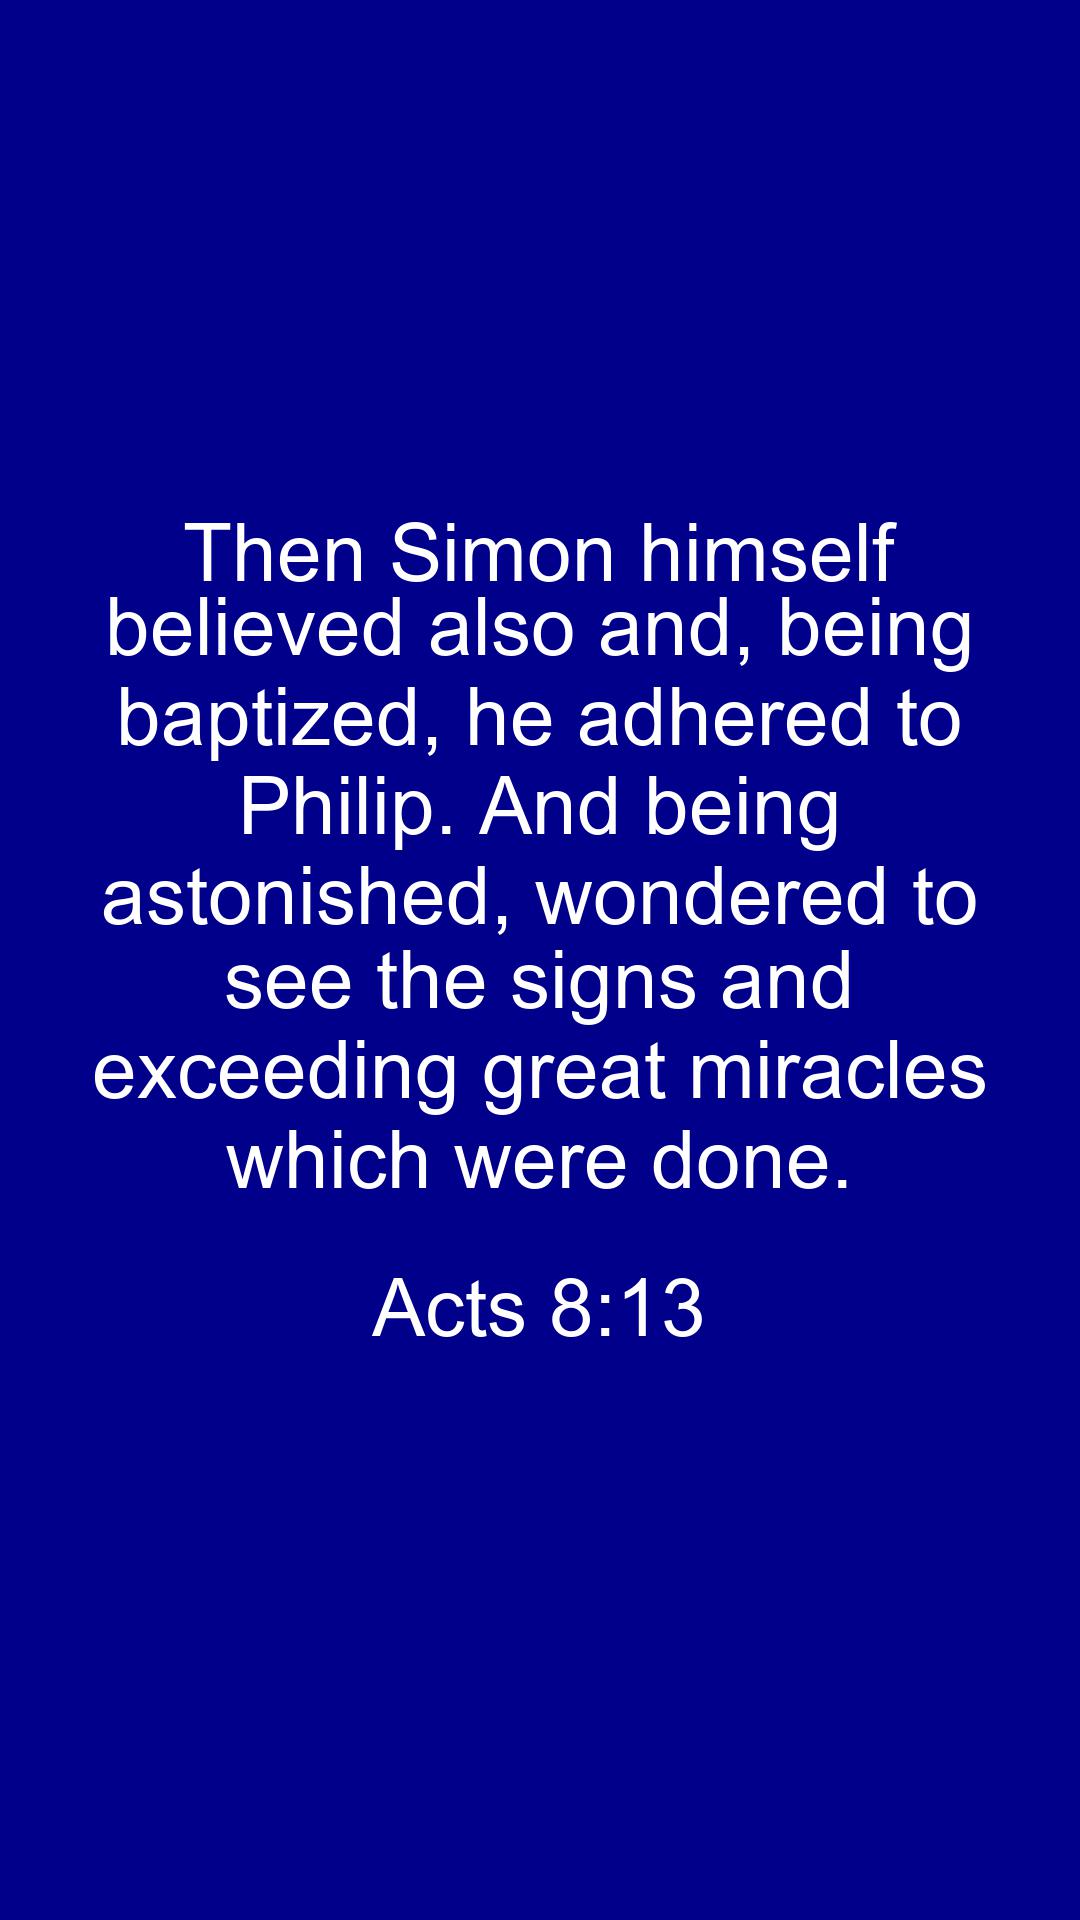 Then Simon himself
believed also and, being
baptized, he adhered to
Philip. And being
astonished, wondered to
see the signs and
exceeding great miracles
which were done.
Acts 8:13